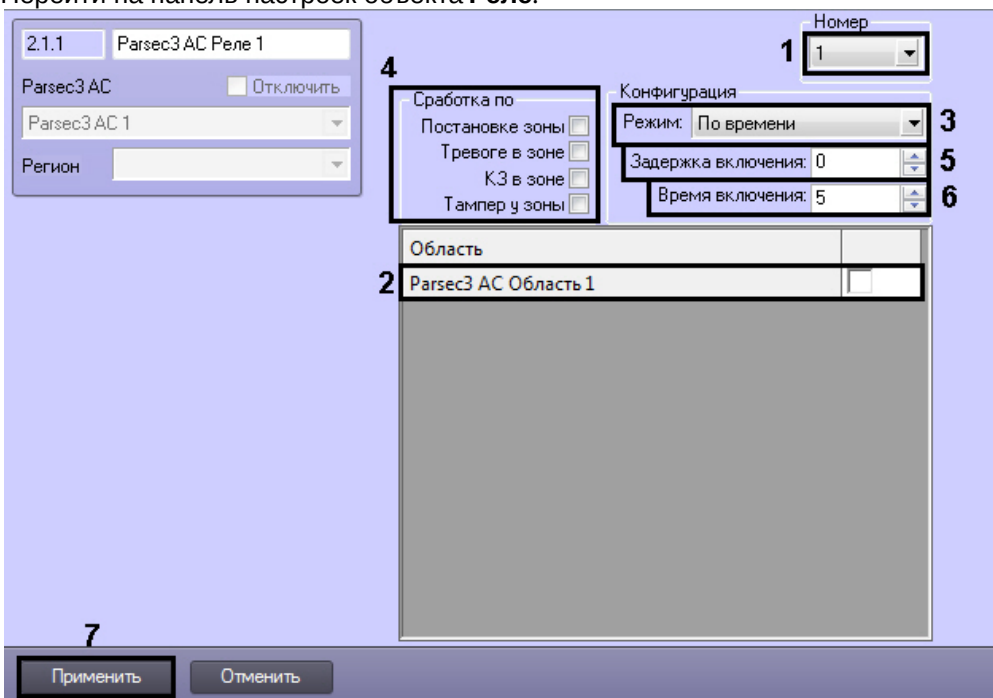 Перейти на панель настроек объекта Реле.
2.1.1 Parsec3 AC Реле 1
Parsec3 AC Отключить
Parsec3 AC 1
Регион
4
Сработка по
Постановке зоны
Тревоге в зоне
КЗ в зоне
Тампер у зоны
Номер
1 1
Конфигурация
Режим: По времени 3
Задержка включения: 0 5
Время включения: 5 6
Область
2 Parsec3 AC Область 1
7
Применить Отменить